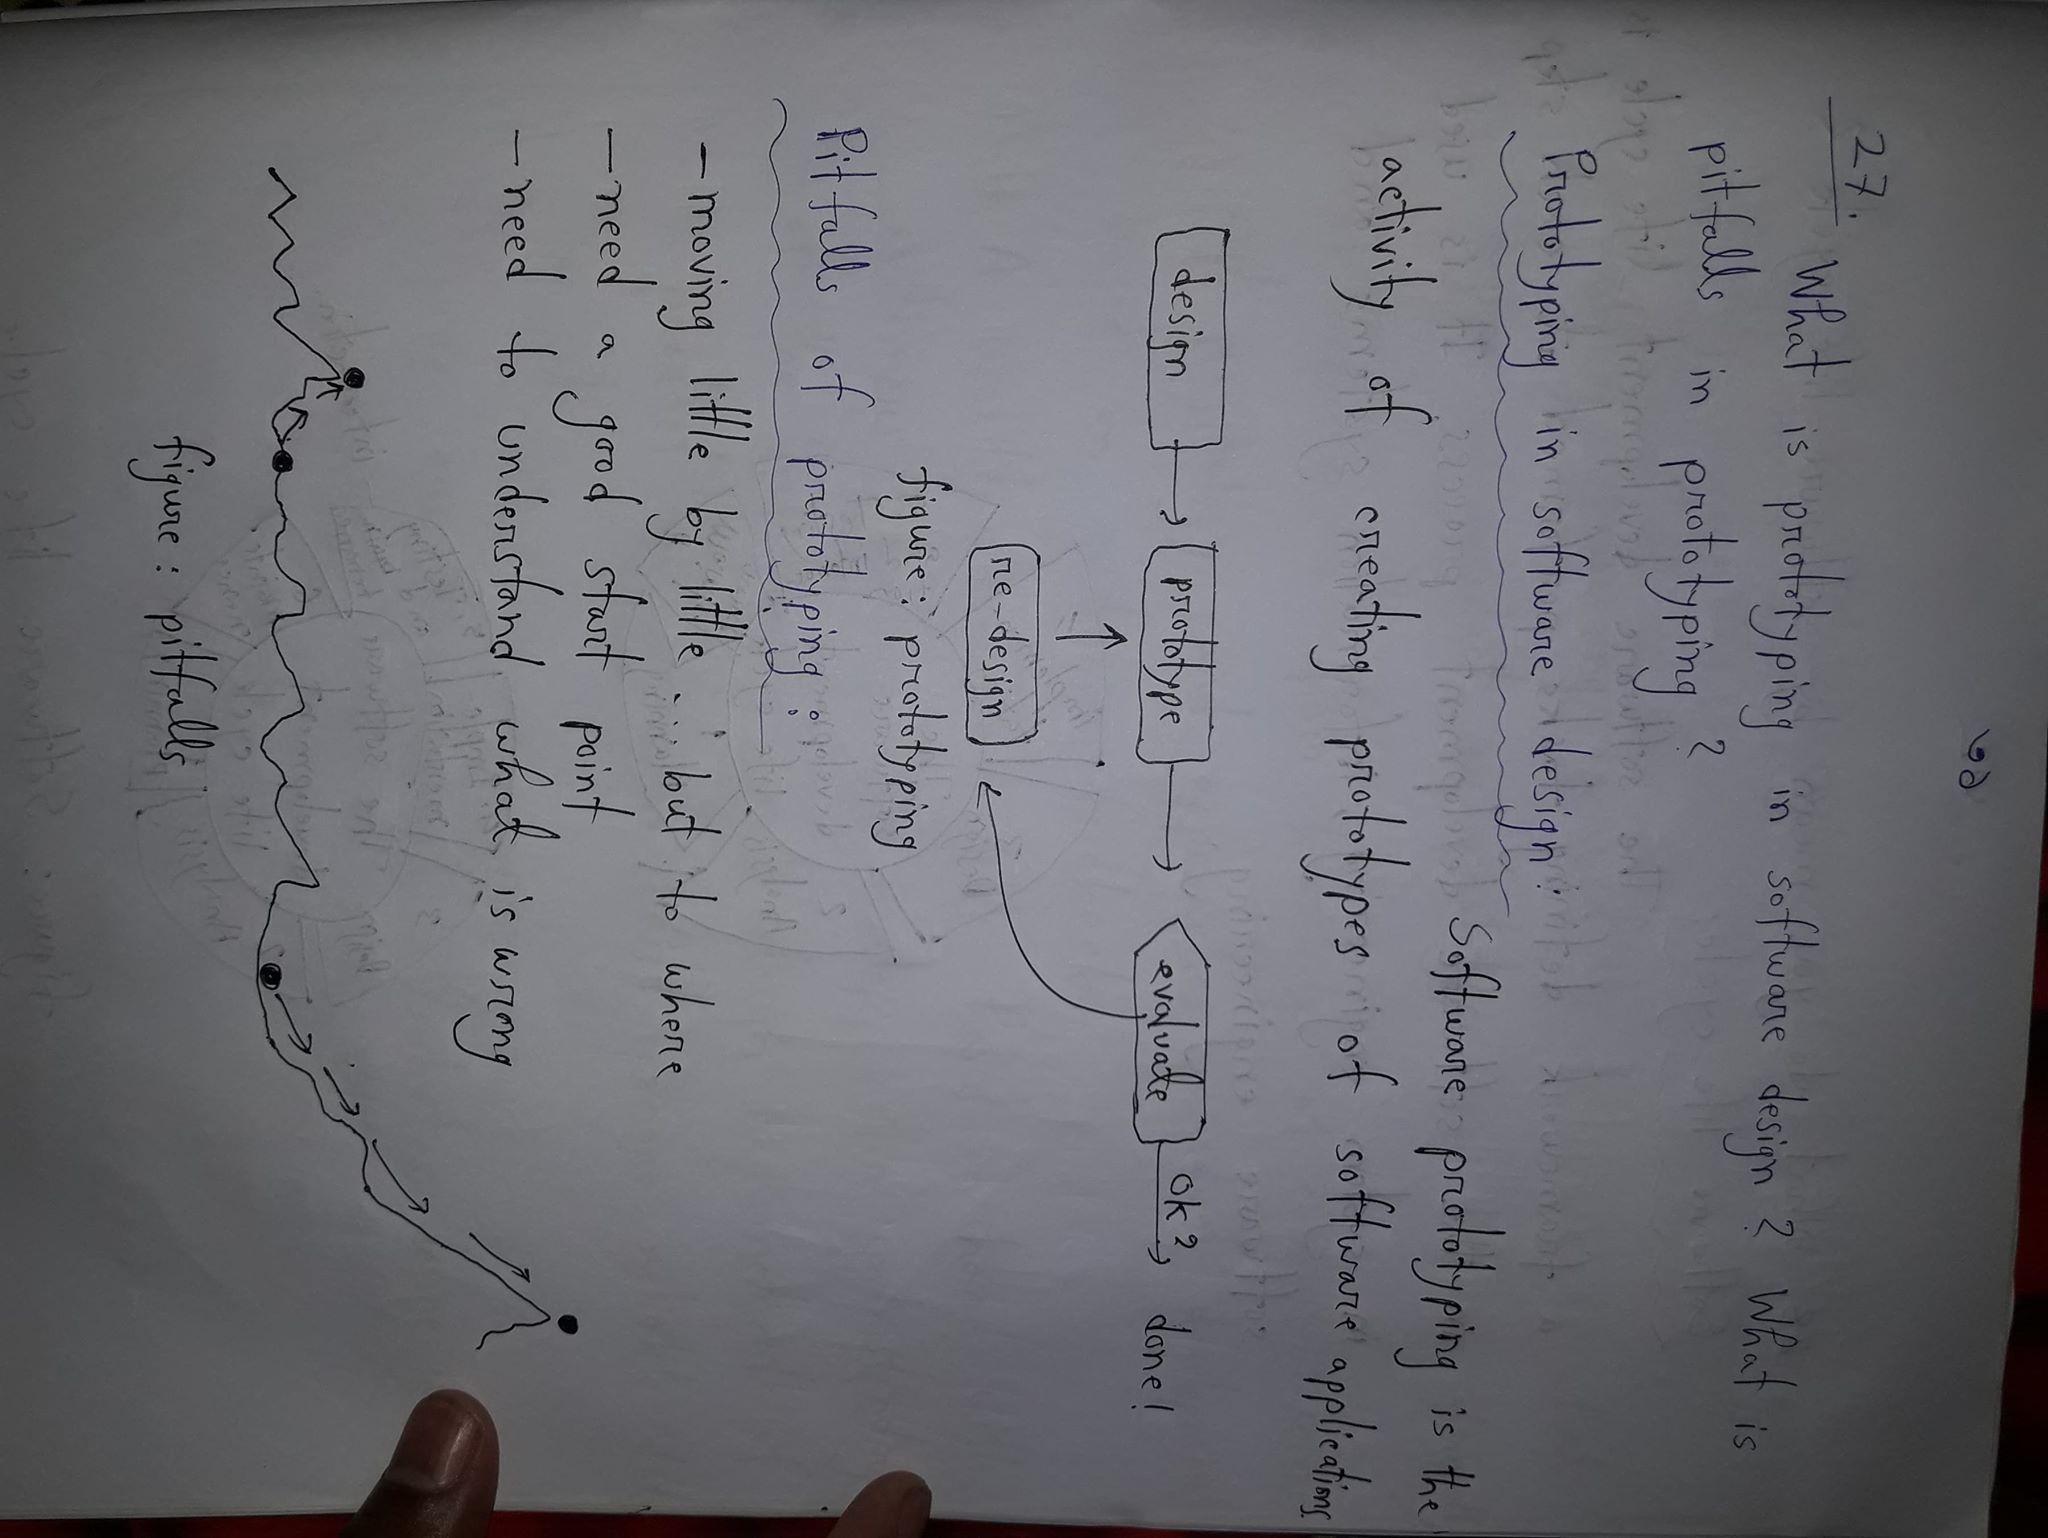 ৩১
27.
What is prototyping in software design? What is
pitfalls in prototyping?
Prototyping in software design:
Software prototyping is the
activity of creating prototypes of software applications.
design
prototype
evaluate
ok?
done!
re-design
figure: prototyping
Pitfalls of prototyping:
- moving little by little ... but to where
- need a good start point
- need to understand what is wrong
figure: pitfalls